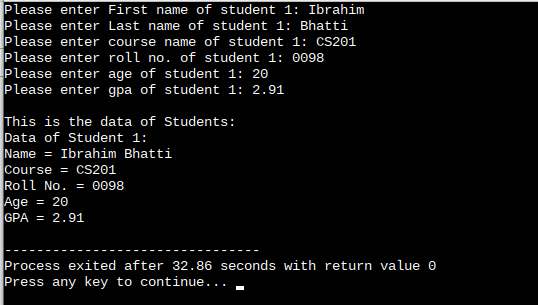 Please enter First name of student 1: Ibrahim
Please enter Last name of student 1: Bhatti
Please enter course name of student 1: CS201
Please enter roll no. of student 1: 0098
Please enter age of student 1: 20
Please enter gpa of student 1: 2.91
This is the data of Students:
Data of Student 1:
Name = Ibrahim Bhatti
Course = CS201
Roll No. = 0098
Age = 20
GPA = 2.91
--------------------------------
Process exited after 32.86 seconds with return value 0
Press any key to continue... _